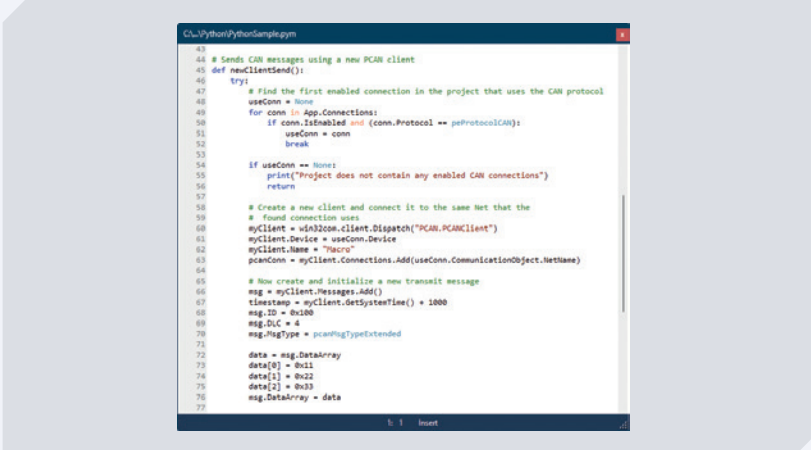 C:\...\Python\PythonSample.pym
x
43
44 # Sends CAN messages using a new PCAN client
45 def newClientSend():
46     try:
47         # Find the first enabled connection in the project that uses the CAN protocol
48         useConn = None
49         for conn in App.Connections:
50             if conn.IsEnabled and (conn.Protocol == peProtocolCAN):
51                 useConn = conn
52                 break
53
54         if useConn == None:
55             print("Project does not contain any enabled CAN connections")
56             return
57
58         # Create a new client and connect it to the same Net that the
59         #  found connection uses
60         myClient = win32com.client.Dispatch("PCAN.PCANClient")
61         myClient.Device = useConn.Device
62         myClient.Name = "Macro"
63         pcanConn = myClient.Connections.Add(useConn.CommunicationObject.NetName)
64
65         # Now create and initialize a new transmit message
66         msg = myClient.Messages.Add()
67         timestamp = myClient.GetSystemTime() + 1000
68         msg.ID = 0x100
69         msg.DLC = 4
70         msg.MsgType = pcanMsgTypeExtended
71
72         data = msg.DataArray
73         data[0] = 0x11
74         data[1] = 0x22
75         data[2] = 0x33
76         msg.DataArray = data
77
1: 1 Insert